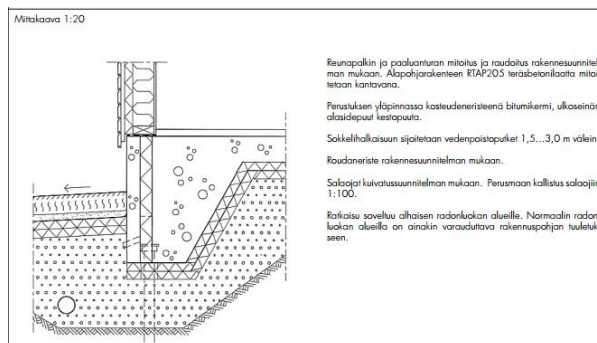 Mittakaava 1:20
Reunapalkin ja paaluanturan mitoitus ja raudoitus rakennesuunnitel
man mukaan. Alapohjarakenteen RTAP205 teräsbetonilaatta mitoi
tetaan kantavana.
Perustuksen yläpinnassa kosteudeneristeenä bitumikermi, ulkoseinän
alasidepuut kestopuuta.
Sokkelihalkaisuun sijoitetaan vedenpoistoputket 1,5...3,0 m välein
Routaneriste rakennesuunnitelman mukaan.
Salaojat kuivatussuunnitelman mukaan. Perusmaan kallistus salaojiin
1:100.
Ratkaisu soveltuu alhaisen radonluokan alueille. Normaalin radon
luokan alueilla on ainakin varauduttava rakennuspohjan tuuletuk
seen.